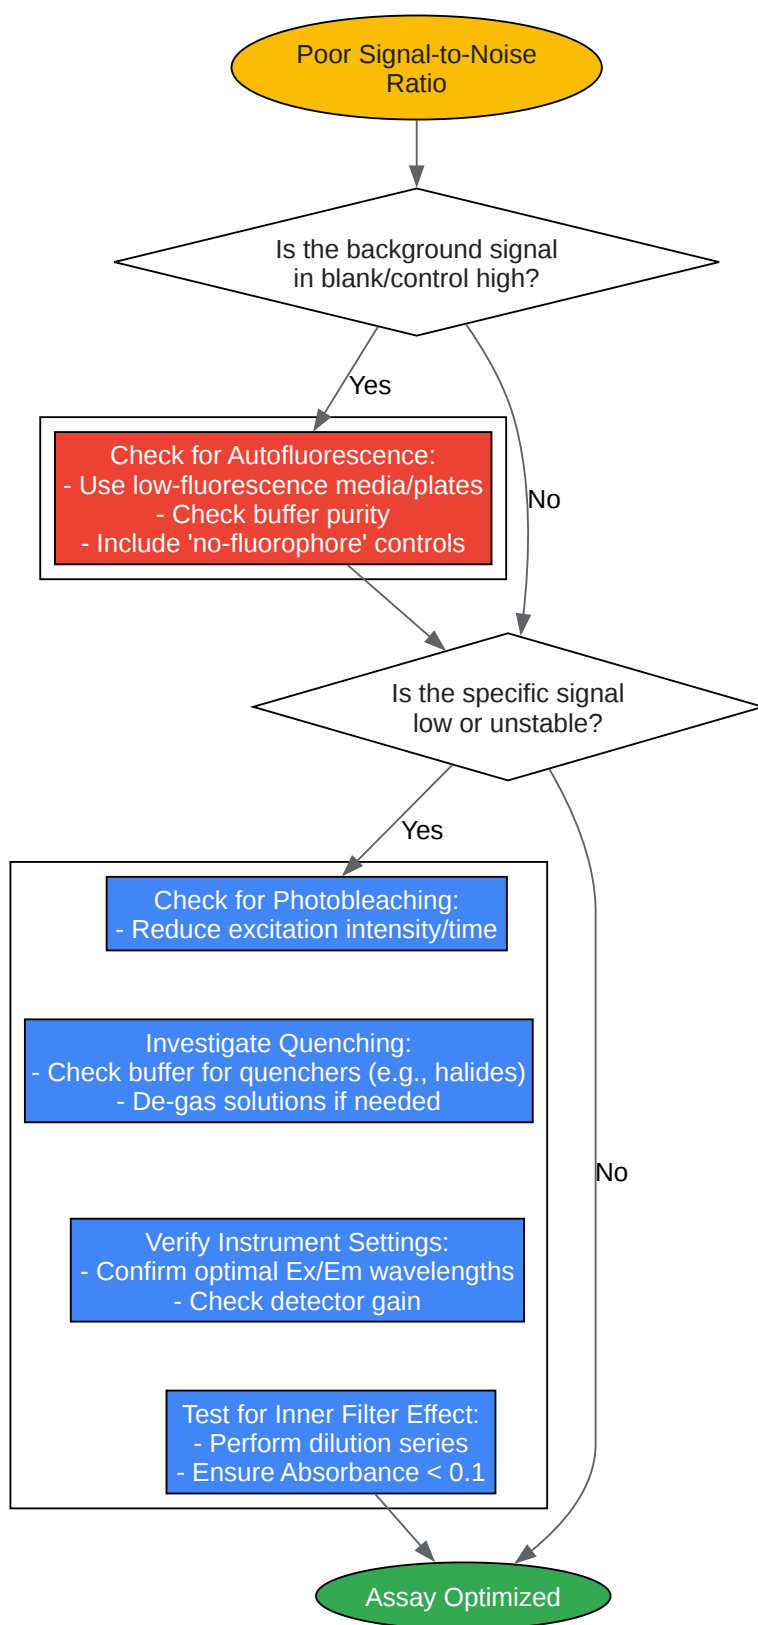 Poor Signal-to-Noise
Ratio
Is the background signal
in blank/control high?
Yes
Check for Autofluorescence:
- Use low-fluorescence media/plates
- Check buffer purity
- Include 'no-fluorophore' controls
No
Is the specific signal
low or unstable?
Yes
Check for Photobleaching:
- Reduce excitation intensity/time
Investigate Quenching:
- Check buffer for quenchers (e.g., halides)
- De-gas solutions if needed
No
Verify Instrument Settings:
- Confirm optimal Ex/Em wavelengths
- Check detector gain
Test for Inner Filter Effect:
- Perform dilution series
- Ensure Absorbance < 0.1
Assay Optimized